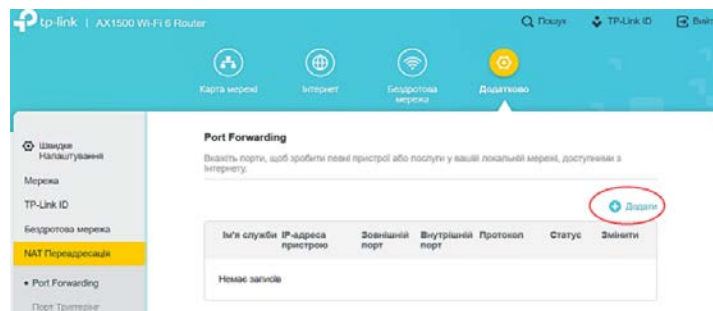 tp-link | AX1500 Wi-Fi 6 Router
Пошук
TP-Link ID
Карта мережі
Інтернет
Бездротова
мережа
Додатково
Швидке
Налаштування
Мережа
TP-Link ID
Бездротова мережа
NAT Переадресація
• Port Forwarding
Порт Тригерінг
Port Forwarding
Вкажіть порти, щоб зробити певні пристрої або послуги у вашій локальній мережі, доступними з
Інтернету.
Додати
Ім'я служби IP-адреса пристрою Зовнішній порт Внутрішній порт Протокол Статус Змінити
Немає записів